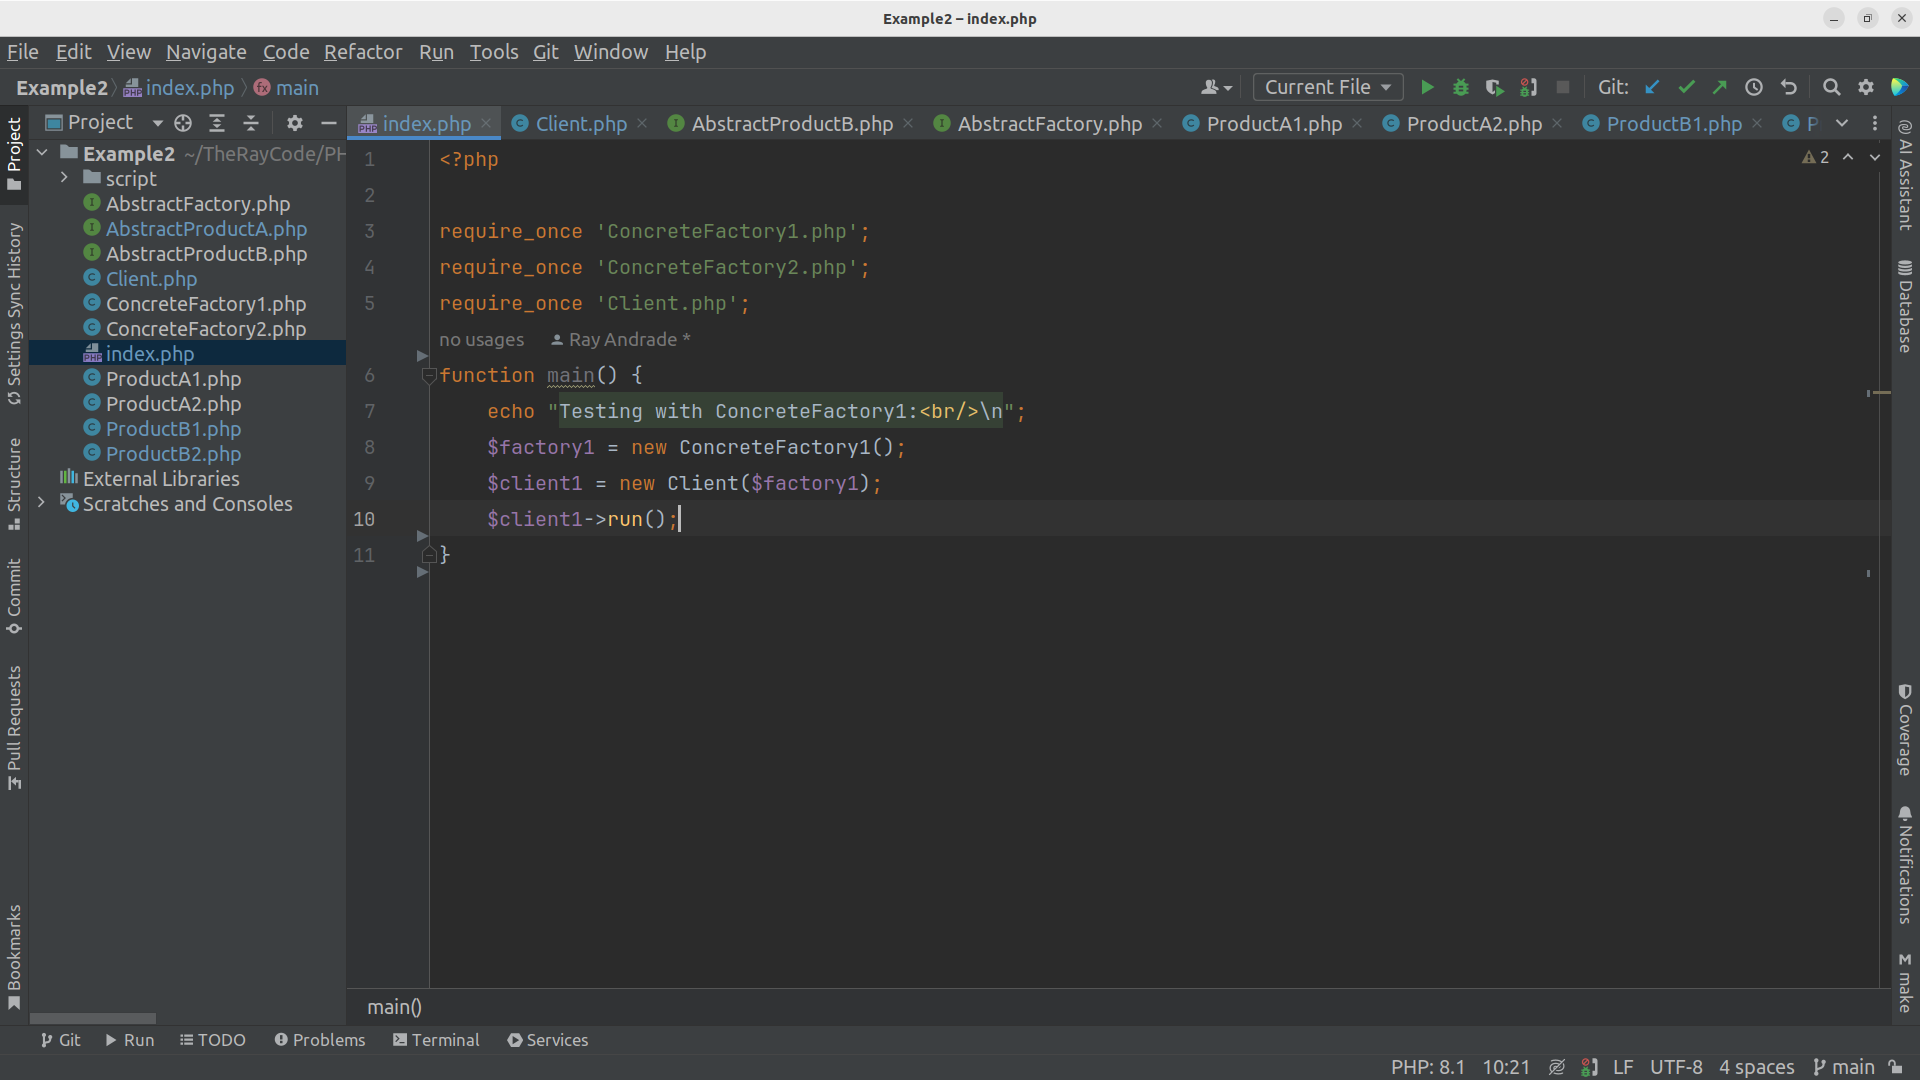 Example2 – index.php
File Edit View Navigate Code Refactor Run Tools Git Window Help
Example2 index.php main
Current File Git:
Project
index.php Client.php AbstractProductB.php AbstractFactory.php ProductA1.php ProductA2.php ProductB1.php P
Example2 ~/TheRayCode/PH
script
AbstractFactory.php
AbstractProductA.php
AbstractProductB.php
Client.php
ConcreteFactory1.php
ConcreteFactory2.php
index.php
ProductA1.php
ProductA2.php
ProductB1.php
ProductB2.php
External Libraries
Scratches and Consoles
Project
Settings Sync History
Structure
Commit
Pull Requests
Bookmarks
2
1 <?php
2
3 require_once 'ConcreteFactory1.php';
4 require_once 'ConcreteFactory2.php';
5 require_once 'Client.php';
no usages Ray Andrade *
6 function main() {
7 echo "Testing with ConcreteFactory1:<br/>\n";
8 $factory1 = new ConcreteFactory1();
9 $client1 = new Client($factory1);
10 $client1->run();
11 }
main()
AI Assistant
Database
Coverage
Notifications
make
Git Run TODO Problems Terminal Services
PHP: 8.1 10:21 LF UTF-8 4 spaces main